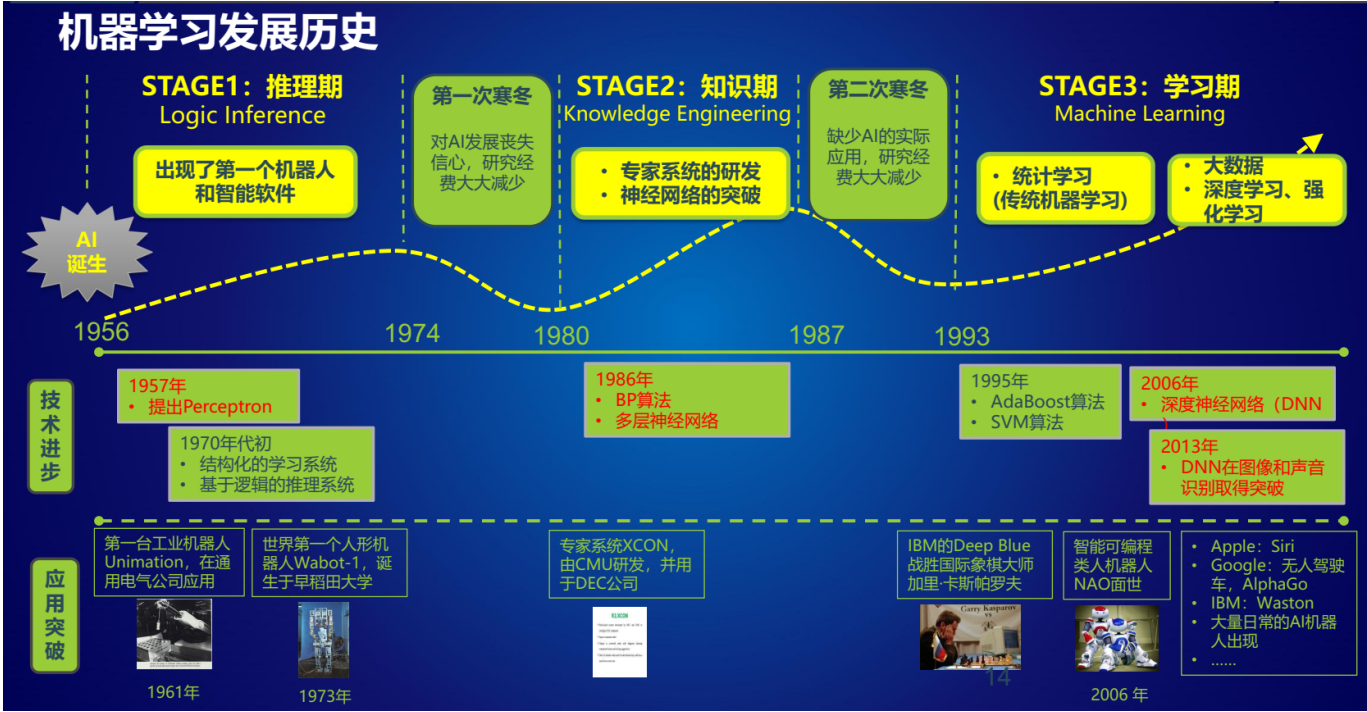 机器学习发展历史
STAGE1：推理期
Logic Inference
出现了第一个机器人
和智能软件
第一次寒冬
对AI发展丧失
信心，研究经
费大大减少
STAGE2：知识期
Knowledge Engineering
• 专家系统的研发
• 神经网络的突破
第二次寒冬
缺少AI的实际
应用，研究经
费大大减少
STAGE3：学习期
Machine Learning
• 统计学习
(传统机器学习)
• 大数据
• 深度学习、强
化学习
AI
诞生
1956
1974
1980
1987
1993
技术进步
1957年
• 提出Perceptron
1970年代初
• 结构化的学习系统
• 基于逻辑的推理系统
1986年
• BP算法
• 多层神经网络
1995年
• AdaBoost算法
• SVM算法
2006年
• 深度神经网络（DNN
）
2013年
• DNN在图像和声音
识别取得突破
应用突破
第一台工业机器人
Unimation，在通
用电气公司应用
1961年
世界第一个人形机
器人Wabot-1，诞
生于早稻田大学
1973年
专家系统XCON，
由CMU研发，并用
于DEC公司
IBM的Deep Blue
战胜国际象棋大师
加里·卡斯帕罗夫
Garry Kasparov
vs
14
智能可编程
类人机器人
NAO面世
2006 年
• Apple：Siri
• Google：无人驾驶
车，AlphaGo
• IBM：Waston
• 大量日常的AI机器
人出现
• ……